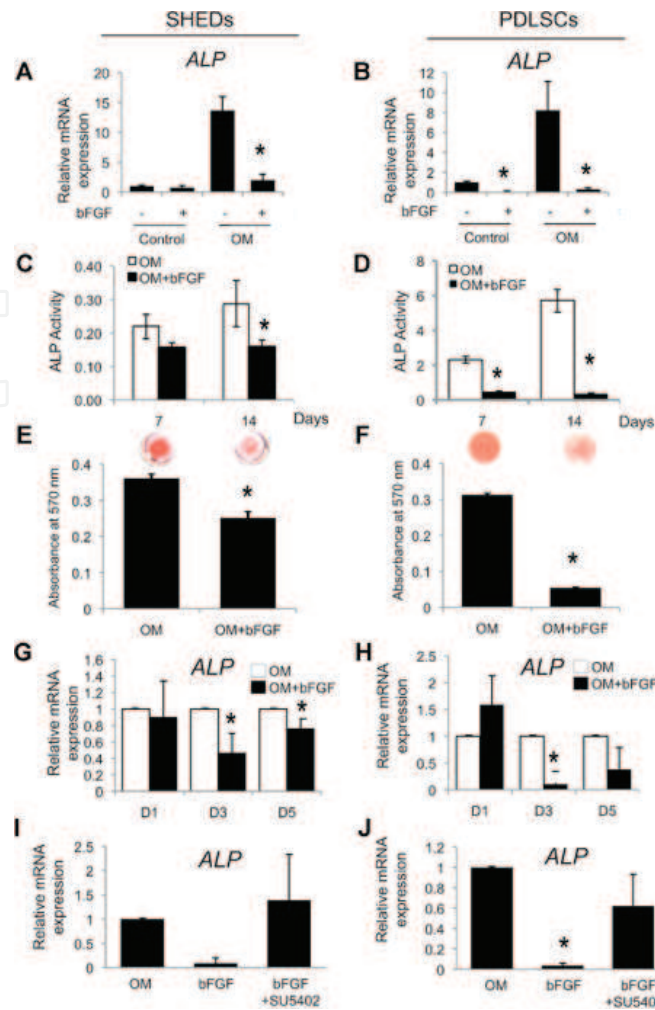 SHEDs PDLSCs
A ALP
Relative mRNA expression
20
15
10
5
0
bFGF - + - +
Control OM
B ALP
Relative mRNA expression
12
10
8
6
4
2
0
* *
bFGF - + - +
Control OM
*
C OM
OM+bFGF
ALP Activity
0.40
0.30
0.20
0.10
0.00
*
7 14 Days
D OM
OM+bFGF
ALP Activity
6
4
2
0
* *
7 14 Days
E
Absorbance at 570 nm
0.4
0.3
0.2
0.1
0
*
OM OM+bFGF
F
Absorbance at 570 nm
0.4
0.3
0.2
0.1
0
*
OM OM+bFGF
G ALP
Relative mRNA expression
1.6
1.4
1.2
1
0.8
0.6
0.4
0.2
0
OM
OM+bFGF
* *
D1 D3 D5
H ALP
Relative mRNA expression
2.5
2
1.5
1
0.5
0
OM
OM+bFGF
*
D1 D3 D5
I ALP
Relative mRNA expression
2.5
2
1.5
1
0.5
0
OM bFGF bFGF
+SU5402
J ALP
Relative mRNA expression
1.2
1
0.8
0.6
0.4
0.2
0
*
OM bFGF bFGF
+SU540